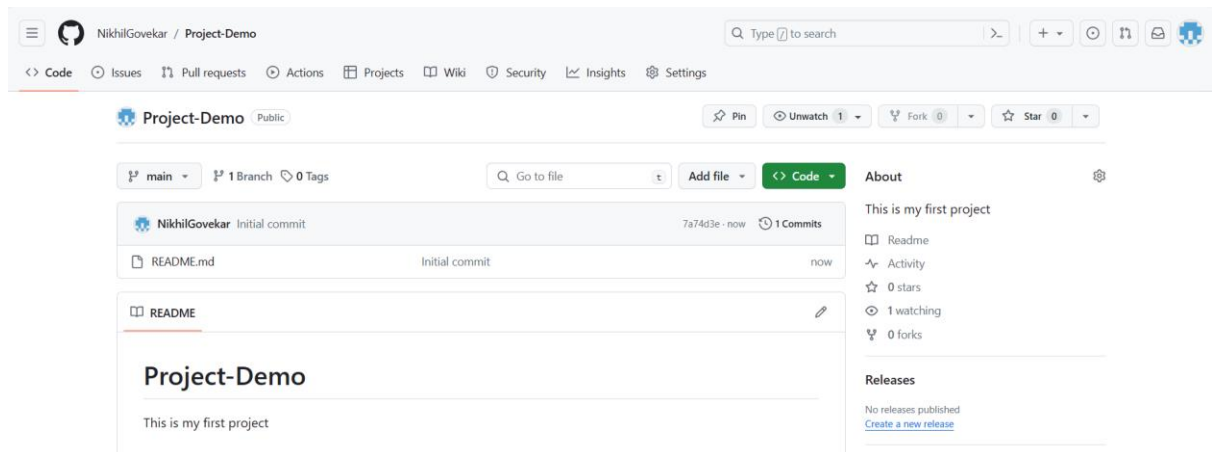 NikhilGovekar / Project-Demo
Type / to search
Code Issues Pull requests Actions Projects Wiki Security Insights Settings
Project-Demo Public
Pin Unwatch 1 Fork 0 Star 0
main 1 Branch 0 Tags
Go to file t Add file Code
NikhilGovekar Initial commit 7a74d3e · now 1 Commits
README.md Initial commit now
README
Project-Demo
This is my first project
About
This is my first project
Readme
Activity
0 stars
1 watching
0 forks
Releases
No releases published
Create a new release